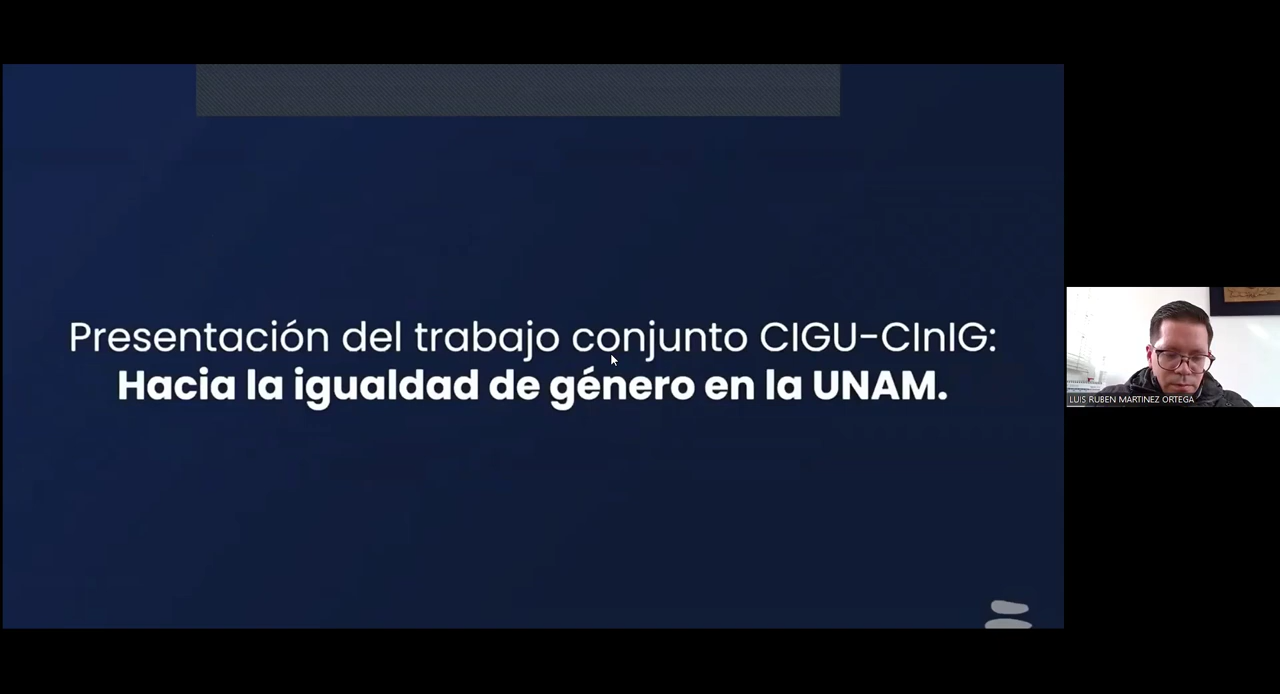 Presentación del trabajo conjunto CIGU-CInIG:
Hacia la igualdad de género en la UNAM.
LUIS RUBEN MARTINEZ ORTEGA